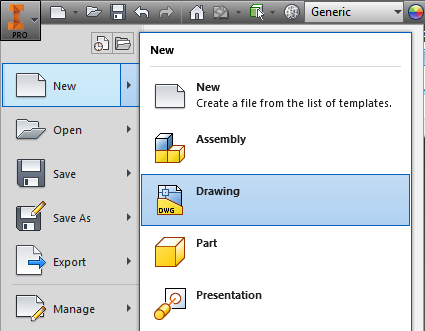 PRO
Generic
New
New
New
Create a file from the list of templates.
Open
Assembly
Save
Drawing
DWG
Save As
Part
Export
Presentation
Manage